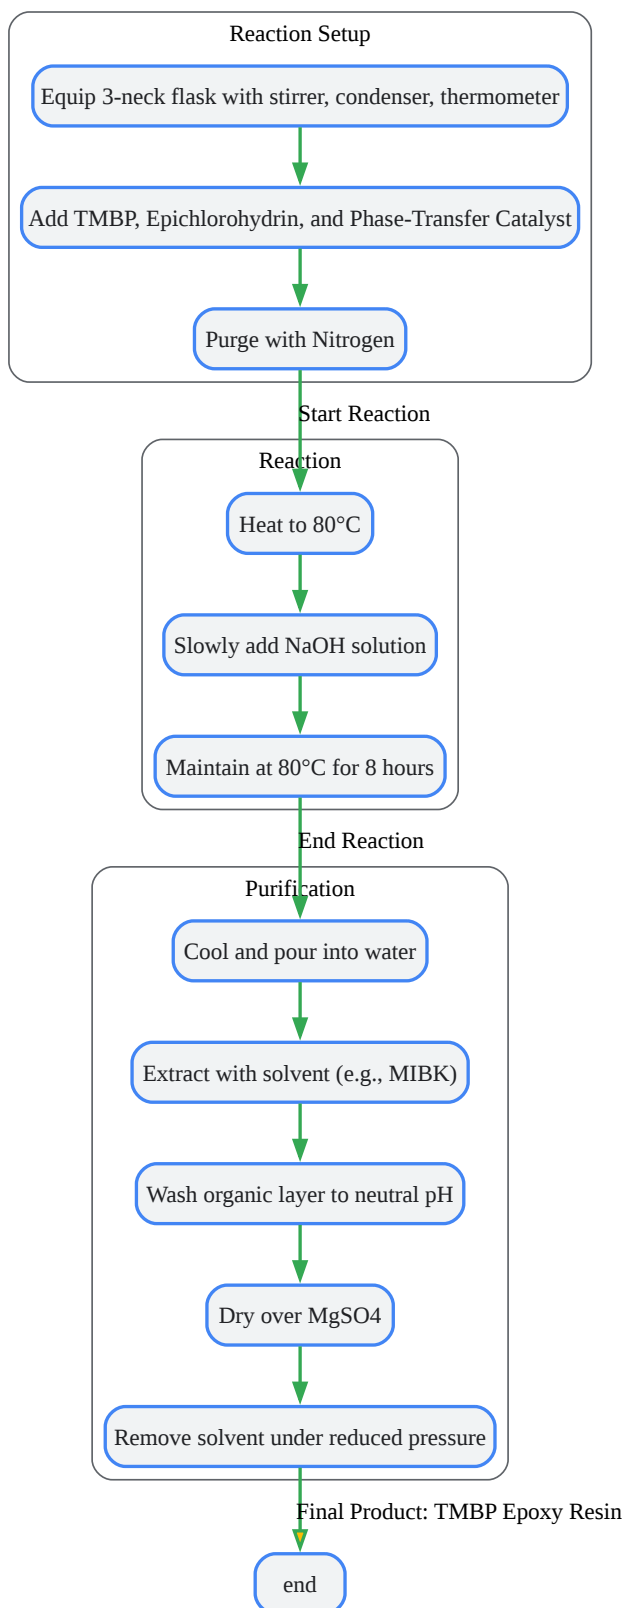 Reaction Setup
Equip 3-neck flask with stirrer, condenser, thermometer
Add TMBP, Epichlorohydrin, and Phase-Transfer Catalyst
Purge with Nitrogen
Start Reaction
Reaction
Heat to 80°C
Slowly add NaOH solution
Maintain at 80°C for 8 hours
End Reaction
Purification
Cool and pour into water
Extract with solvent (e.g., MIBK)
Wash organic layer to neutral pH
Dry over MgSO4
Remove solvent under reduced pressure
Final Product: TMBP Epoxy Resin
end